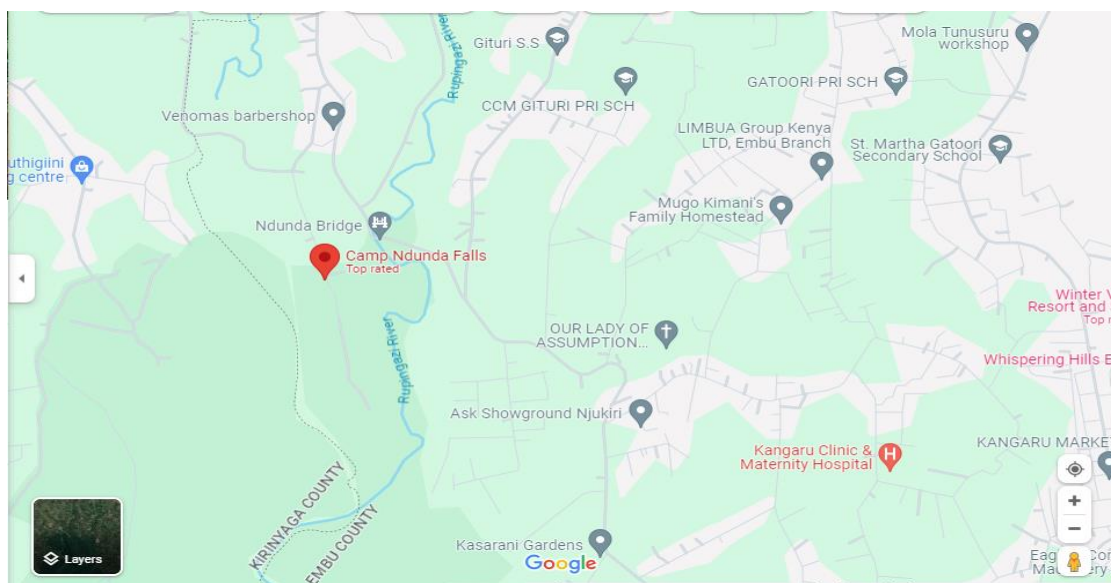 Mola Tunusuru
workshop
Gituri S.S
Rupingazi River
GATOORI PRI SCH
CCM GITURI PRI SCH
Venomas barbershop
LIMBUA Group Kenya
LTD, Embu Branch
St. Martha Gatoori
Secondary School
uthigiini
g centre
Mugo Kimani's
Family Homestead
Ndunda Bridge
Camp Ndunda Falls
Top rated
Winter V
Resort and
Top r
Rupingazi River
OUR LADY OF
ASSUMPTION...
Whispering Hills E
Ask Showground Njukiri
Kangaru Clinic &
Maternity Hospital
H
KANGARU MARKE
KIRINYAGA COUNTY
EMBU COUNTY
Layers
Kasarani Gardens
Google